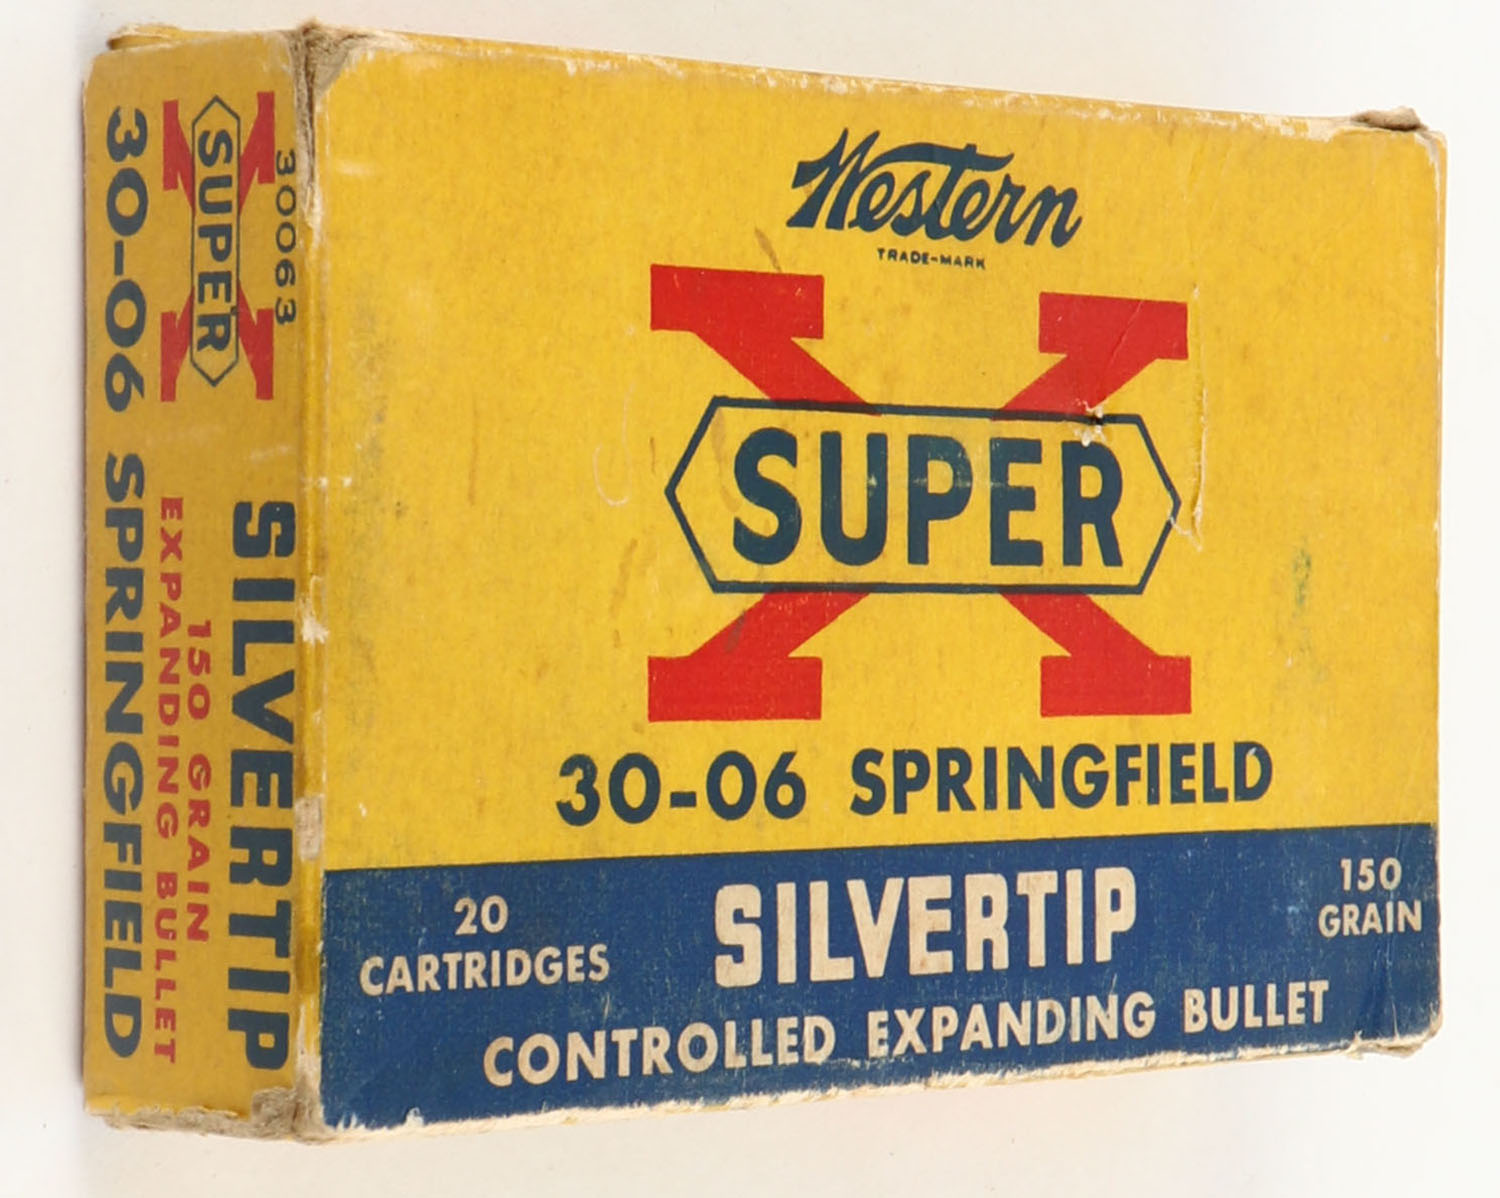 Western
TRADE-MARK
SUPER X
30-06 SPRINGFIELD
20
CARTRIDGES
SILVERTIP
150
GRAIN
CONTROLLED EXPANDING BULLET
30063
SUPER X
30-06 SPRINGFIELD
SILVERTIP
150 GRAIN
EXPANDING BULLET